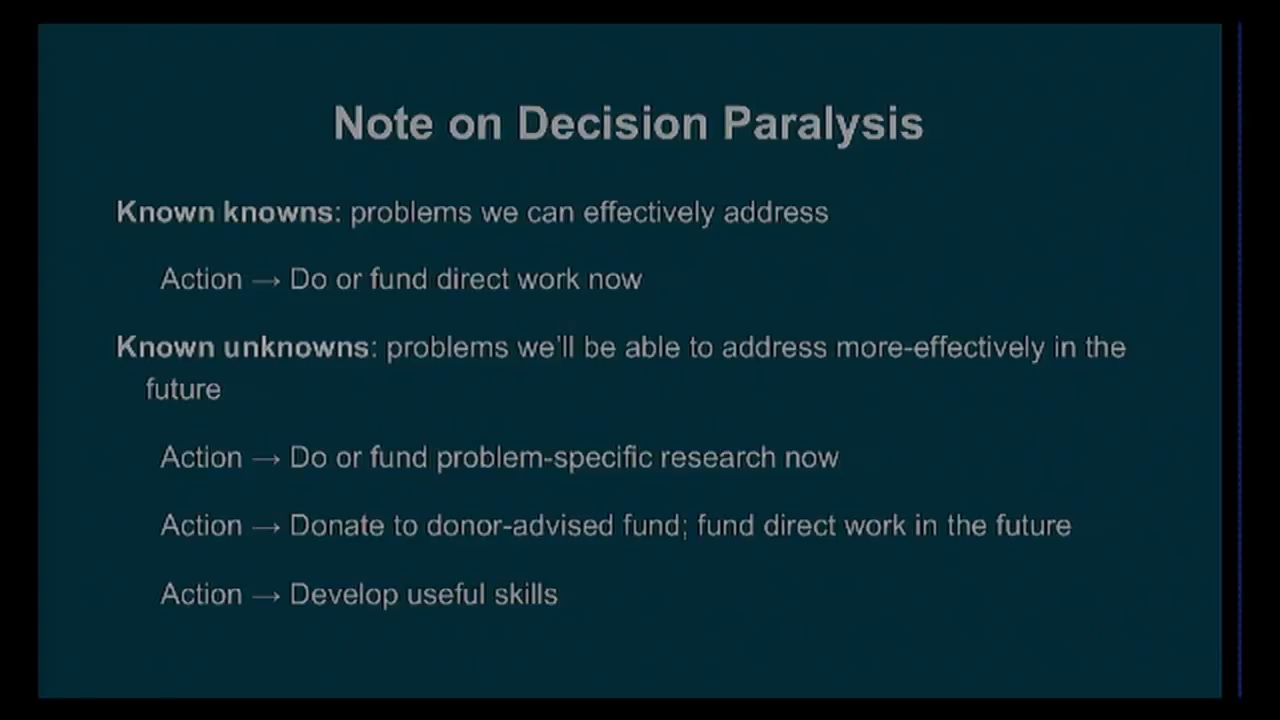 Note on Decision Paralysis
Known knowns: problems we can effectively address
Action → Do or fund direct work now
Known unknowns: problems we'll be able to address more-effectively in the
future
Action → Do or fund problem-specific research now
Action → Donate to donor-advised fund; fund direct work in the future
Action → Develop useful skills